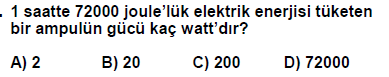 . 1 saatte 72000 joule'lük elektrik enerjisi tüketen
bir ampulün gücü kaç watt'dır?
A) 2 B) 20 C) 200 D) 72000